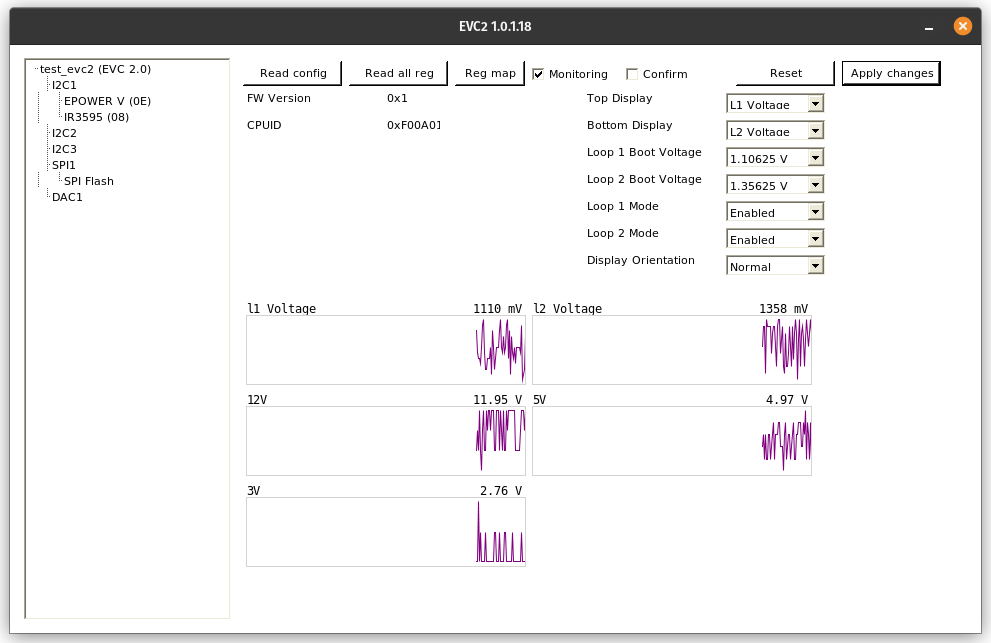 EVC2 1.0.1.18
test_evc2 (EVC 2.0)
I2C1
EPOWER V (0E)
IR3595 (08)
I2C2
I2C3
SPI1
SPI Flash
DAC1
Read config Read all reg Reg map Monitoring Confirm Reset Apply changes
FW Version 0x1
CPUID 0xF00A01
Top Display L1 Voltage
Bottom Display L2 Voltage
Loop 1 Boot Voltage 1.10625 V
Loop 2 Boot Voltage 1.35625 V
Loop 1 Mode Enabled
Loop 2 Mode Enabled
Display Orientation Normal
l1 Voltage 1110 mV l2 Voltage 1358 mV
12V 11.95 V 5V 4.97 V
3V 2.76 V